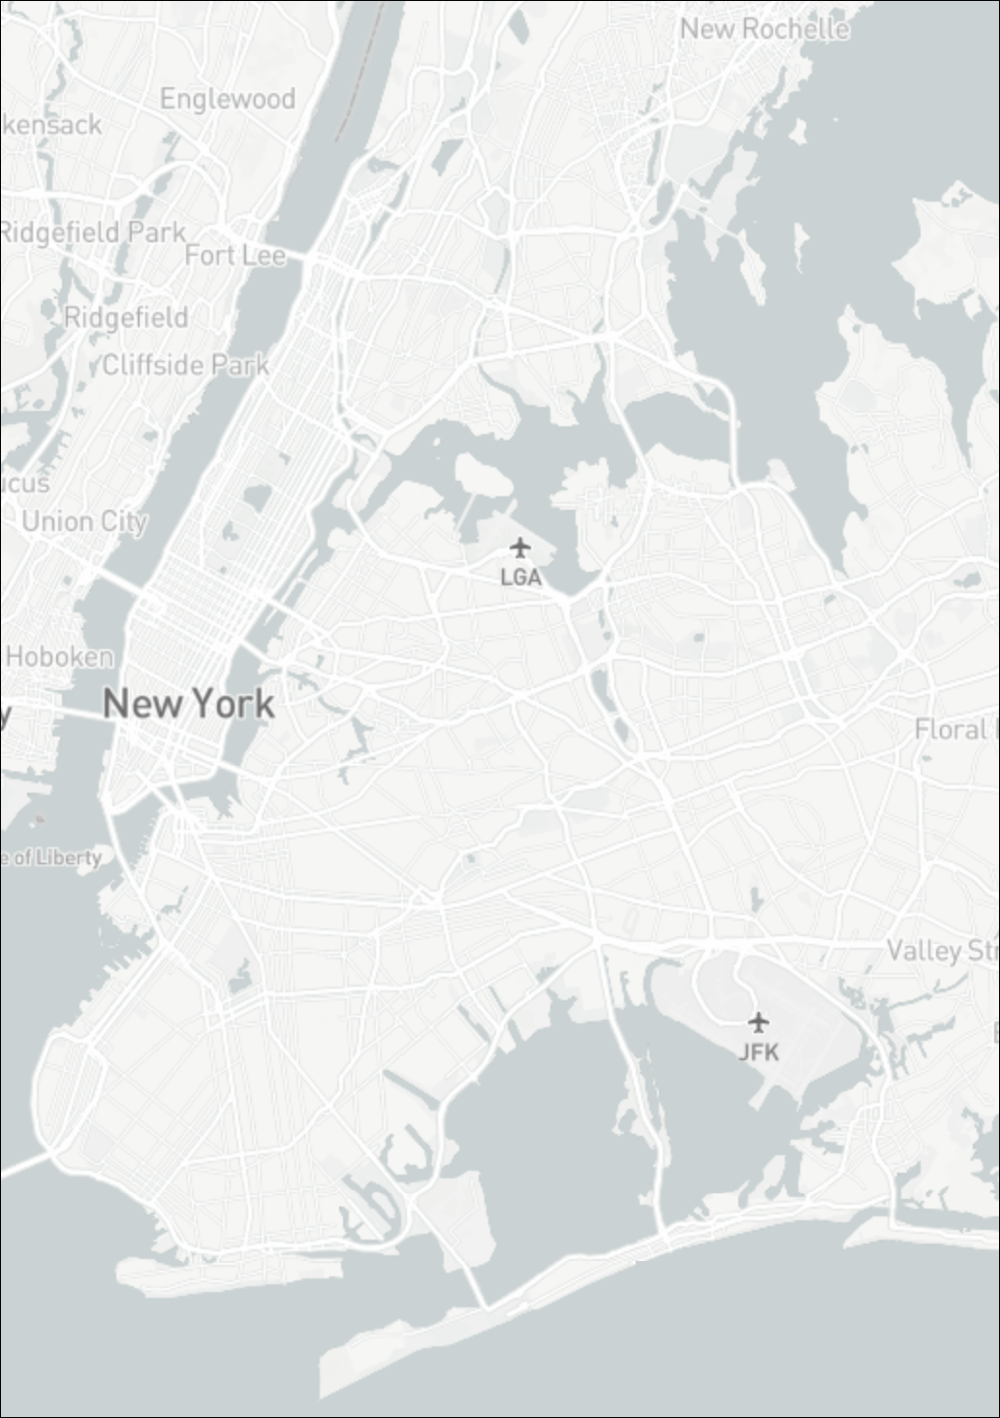 New Rochelle
Englewood
kensack
Ridgefield Park
Fort Lee
Ridgefield
Cliffside Park
ucus
Union City
LGA
Hoboken
New York
y
Floral
e of Liberty
Valley Str
JFK